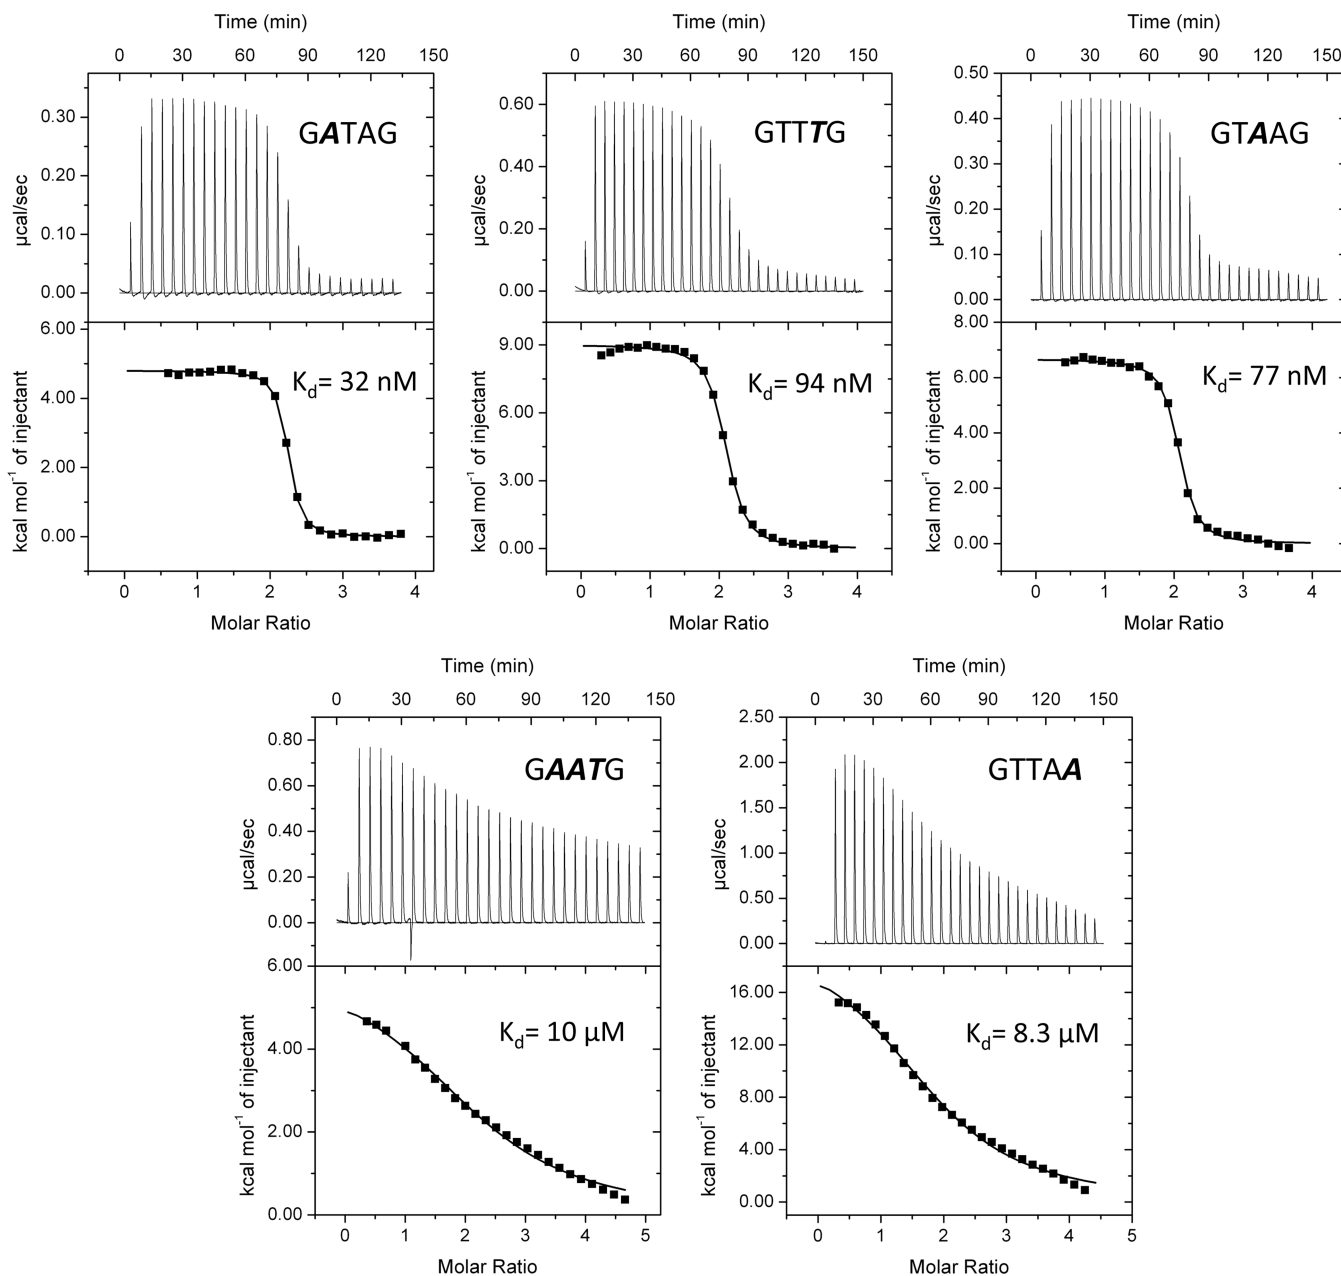 Time (min)
0 30 60 90 120 150
0.30
0.20
0.10
0.00
µcal/sec
GATAG
6.00
4.00
2.00
0.00
kcal mol⁻¹ of injectant
Kd= 32 nM
0 1 2 3 4
Molar Ratio
Time (min)
0 30 60 90 120 150
0.60
0.40
0.20
0.00
µcal/sec
GTTTG
9.00
6.00
3.00
0.00
kcal mol⁻¹ of injectant
Kd= 94 nM
0 1 2 3 4
Molar Ratio
Time (min)
0 30 60 90 120 150
0.50
0.40
0.30
0.20
0.10
0.00
µcal/sec
GTAAG
8.00
6.00
4.00
2.00
0.00
kcal mol⁻¹ of injectant
Kd= 77 nM
0 1 2 3 4
Molar Ratio
Time (min)
0 30 60 90 120 150
0.80
0.60
0.40
0.20
0.00
µcal/sec
GAATG
6.00
4.00
2.00
0.00
kcal mol⁻¹ of injectant
Kd= 10 µM
0 1 2 3 4 5
Molar Ratio
Time (min)
0 30 60 90 120 150
2.50
2.00
1.50
1.00
0.50
0.00
µcal/sec
GTTAA
16.00
12.00
8.00
4.00
0.00
kcal mol⁻¹ of injectant
Kd= 8.3 µM
0 1 2 3 4 5
Molar Ratio